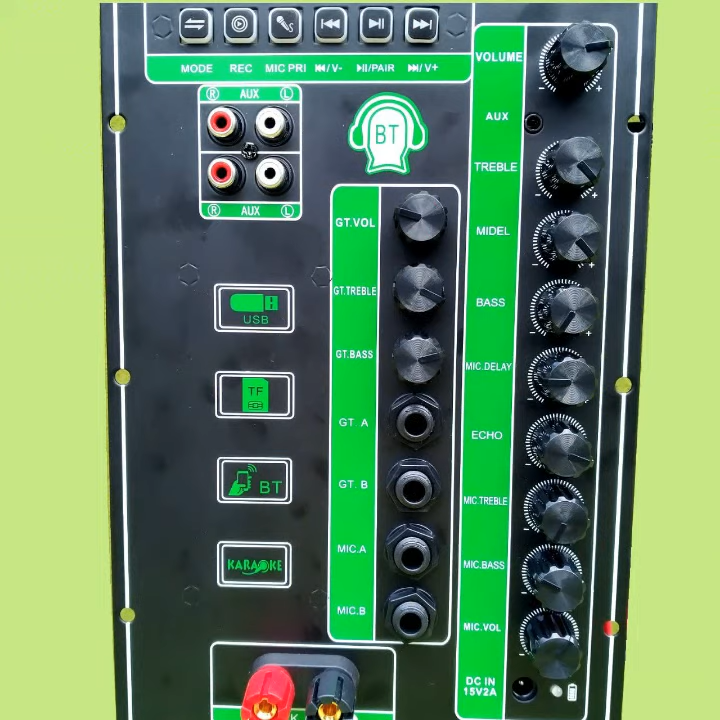 MODE REC MIC PRI ⏮/V- ⏯/PAIR ⏭/V+
R AUX L
R AUX L
BT
USB
TF
BT
KARAOKE
GT.VOL
GT.TREBLE
GT.BASS
GT. A
GT. B
MIC.A
MIC.B
VOLUME
- +
AUX
TREBLE
- +
MIDEL
- +
BASS
- +
MIC.DELAY
-
ECHO
-
MIC.TREBLE
-
MIC.BASS
-
MIC.VOL
-
DC IN
15V2A